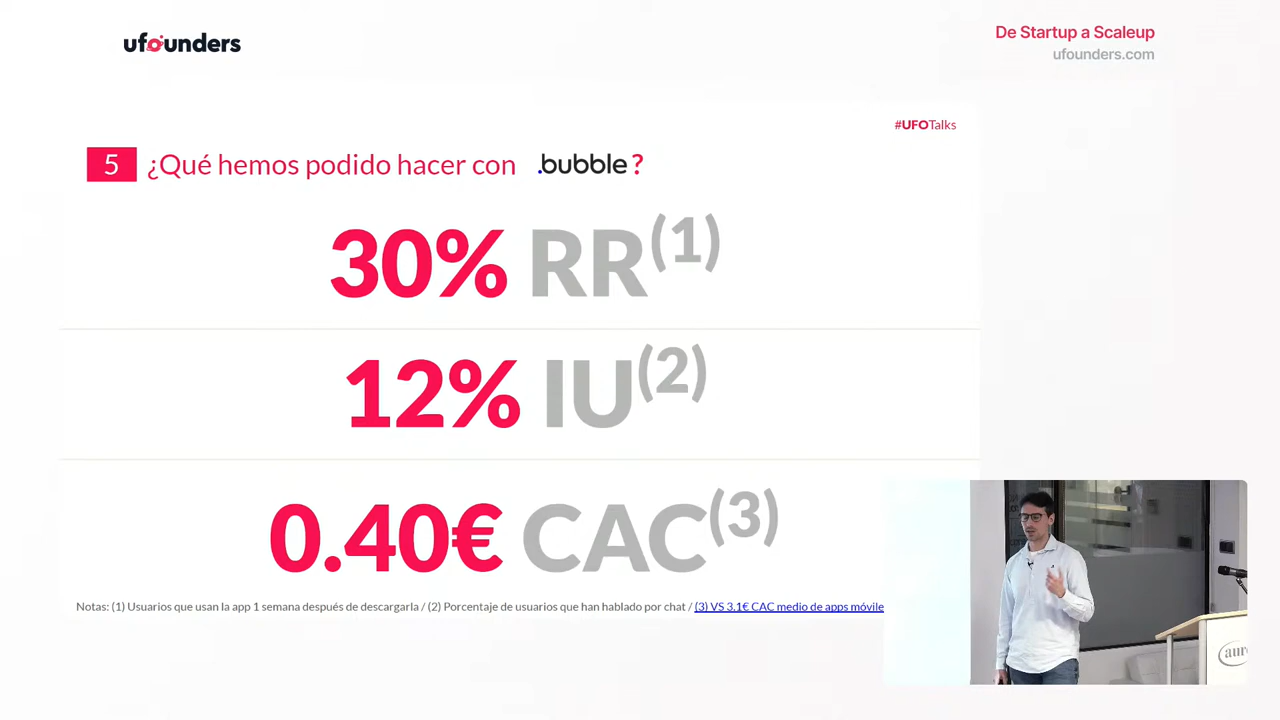 ufounders
De Startup a Scaleup
ufounders.com
#UFOTalks
5 ¿Qué hemos podido hacer con .bubble?
30% RR(1)
12% IU(2)
0.40€ CAC(3)
Notas: (1) Usuarios que usan la app 1 semana después de descargarla / (2) Porcentaje de usuarios que han hablado por chat / (3) VS 3.1€ CAC medio de apps móvile